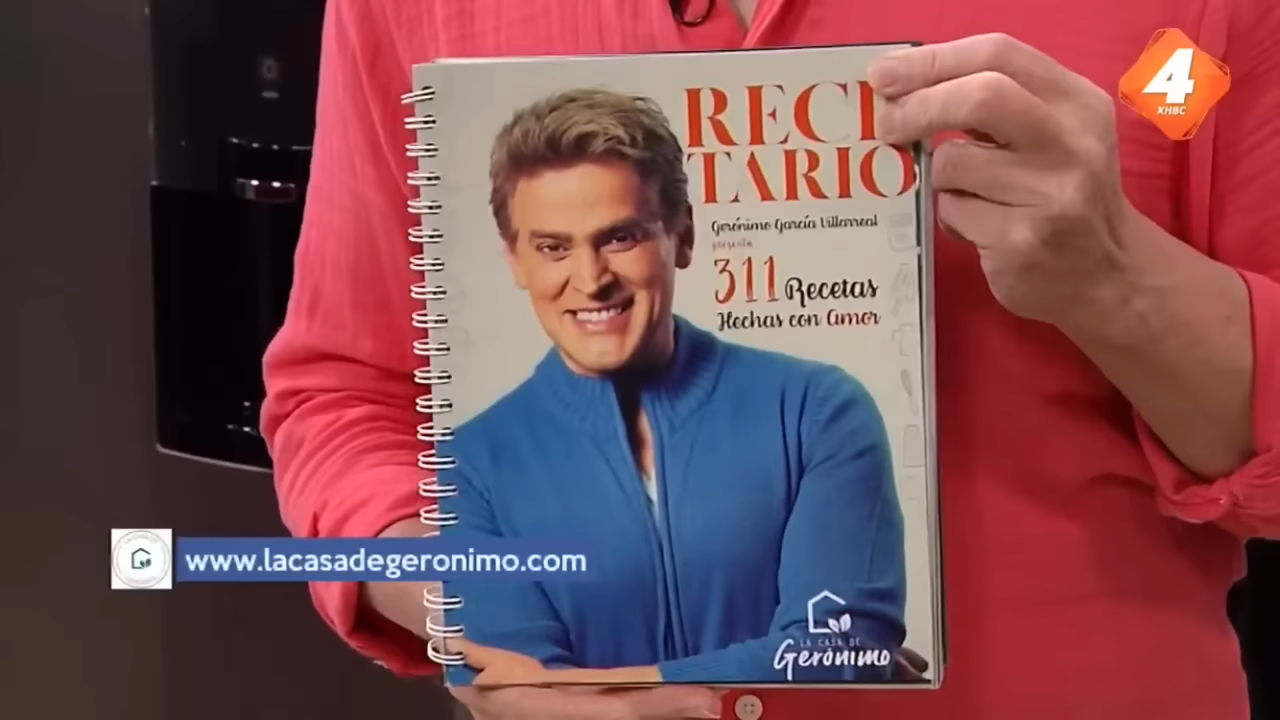 4
XHBC
RECE
TARIO
Gerónimo García Villarreal
presenta
311 Recetas
Hechas con Amor
www.lacasadegeronimo.com
LA CASA DE
Gerónimo